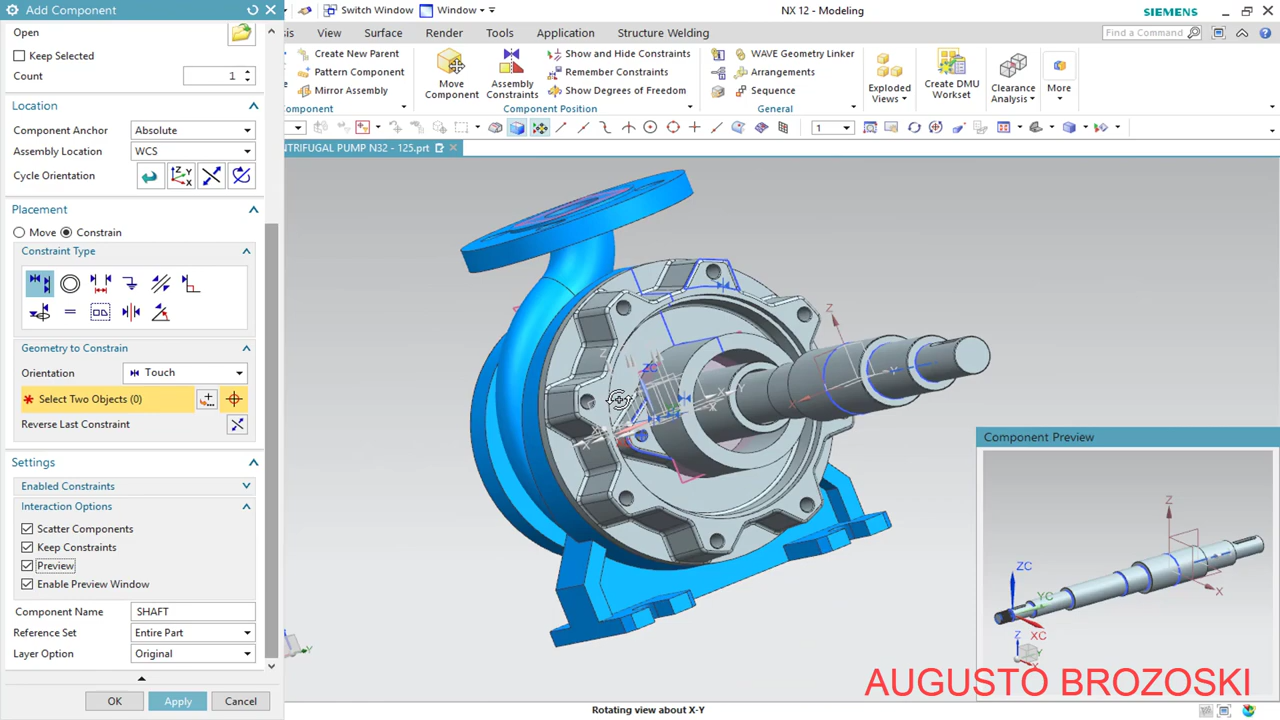 Add Component
Switch Window
Window
NX 12 - Modeling
SIEMENS
View
Surface
Render
Tools
Application
Structure Welding
Find a Command
Open
Keep Selected
Count
1
Create New Parent
Pattern Component
Mirror Assembly
Move
Component
Assembly
Constraints
Show and Hide Constraints
Remember Constraints
Show Degrees of Freedom
Component Position
WAVE Geometry Linker
Arrangements
Sequence
General
Exploded
Views
Create DMU
Workset
Clearance
Analysis
More
1
NTRIFUGAL PUMP N32 - 125.prt
Location
Component Anchor
Absolute
Assembly Location
WCS
Cycle Orientation
Placement
Move
Constrain
Constraint Type
Geometry to Constrain
Orientation
Touch
* Select Two Objects (0)
Reverse Last Constraint
Settings
Enabled Constraints
Interaction Options
Scatter Components
Keep Constraints
Preview
Enable Preview Window
Component Name
SHAFT
Reference Set
Entire Part
Layer Option
Original
OK
Apply
Cancel
Z
ZC
Y
X
Component Preview
Z
ZC
YC
X
XC
Z
Y
AUGUSTO BROZOSKI
Rotating view about X-Y